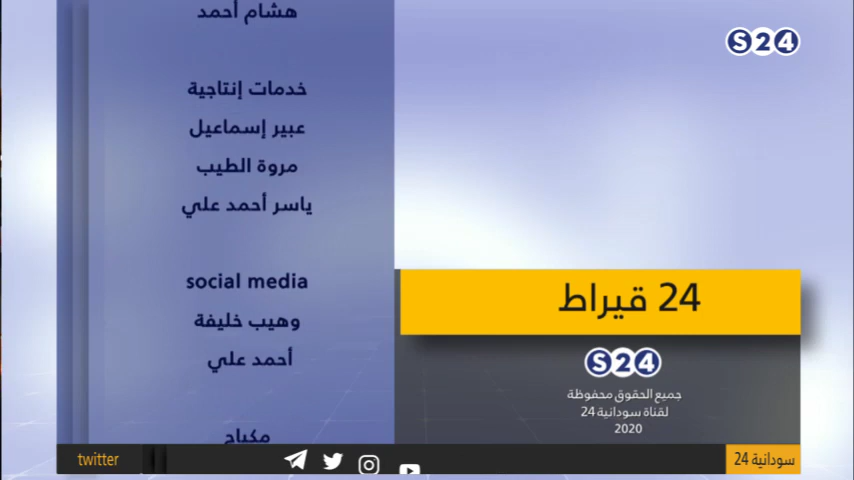 هشام أحمد
S24
خدمات إنتاجية
عبير إسماعيل
مروة الطيب
ياسر أحمد علي
social media
وهيب خليفة
أحمد علي
مكياج
24 قيراط
S24
جميع الحقوق محفوظة
لقناة سودانية 24
2020
twitter
سودانية 24